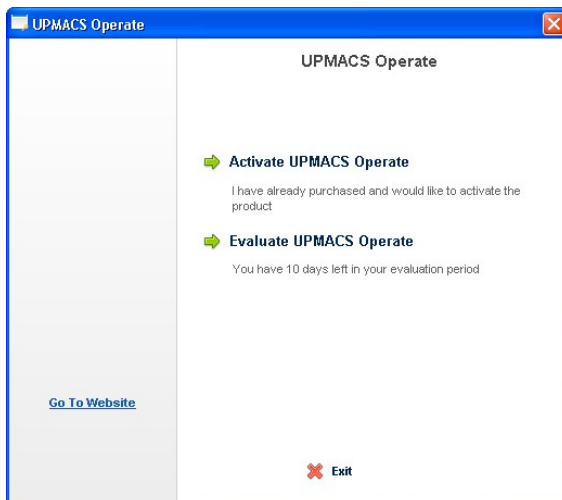 UPMACS Operate
UPMACS Operate
Activate UPMACS Operate
I have already purchased and would like to activate the
product
Evaluate UPMACS Operate
You have 10 days left in your evaluation period
Go To Website
Exit